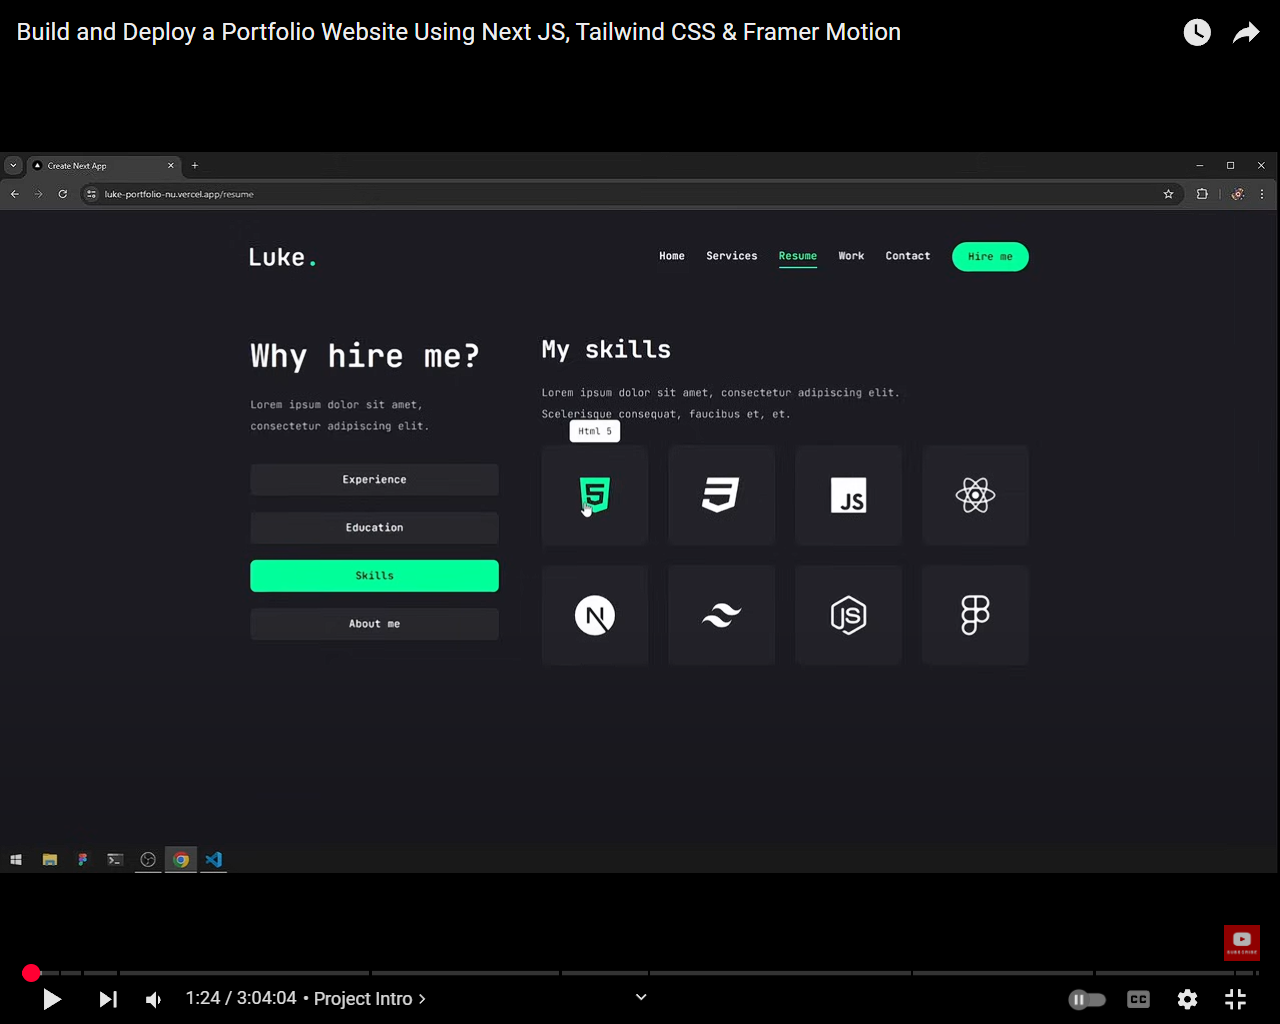 Build and Deploy a Portfolio Website Using Next JS, Tailwind CSS & Framer Motion
Create Next App
luke-portfolio-nu.vercel.app/resume
Luke.
Home
Services
Resume
Work
Contact
Hire me
Why hire me?
Lorem ipsum dolor sit amet,
consectetur adipiscing elit.
Experience
Education
Skills
About me
My skills
Lorem ipsum dolor sit amet, consectetur adipiscing elit.
Scelerisque consequat, faucibus et, et.
Html 5
5
JS
N
JS
SUBSCRIBE
1:24 / 3:04:04 • Project Intro
CC